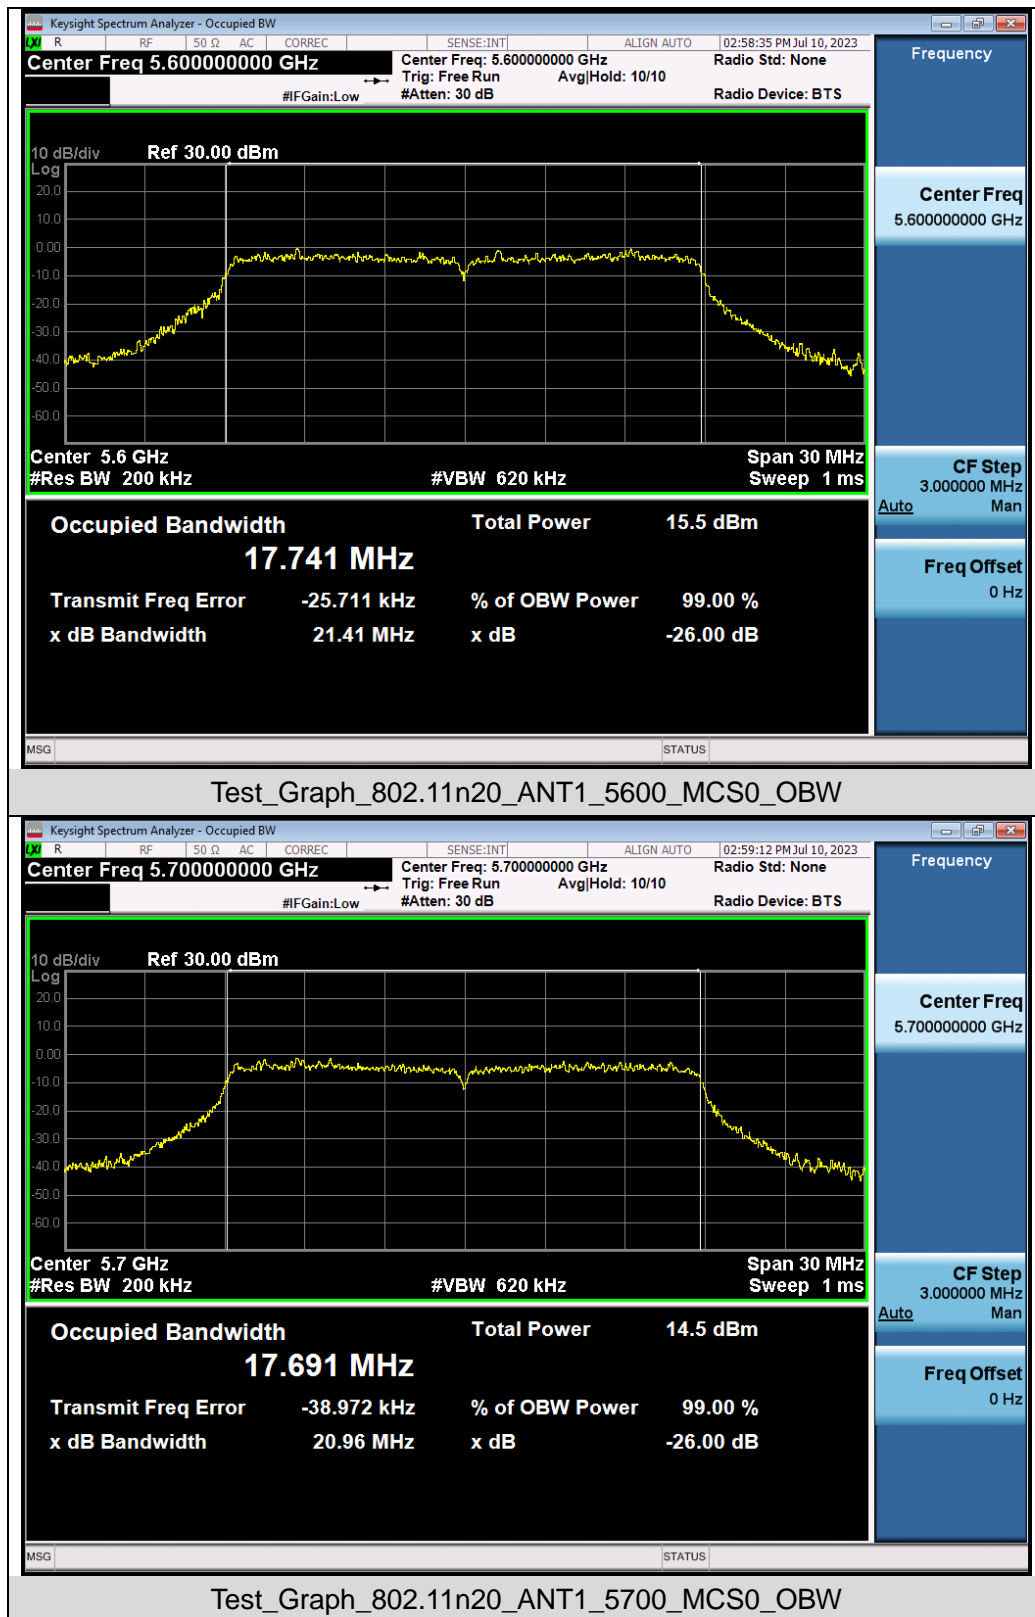 Keysight Spectrum Analyzer - Occupied BW
LXI R RF 50 Ω AC CORREC SENSE:INT ALIGN AUTO 02:58:35 PM Jul 10, 2023
Center Freq 5.600000000 GHz
Center Freq: 5.600000000 GHz
Radio Std: None
Trig: Free Run Avg|Hold: 10/10
#IFGain:Low #Atten: 30 dB Radio Device: BTS
10 dB/div Ref 30.00 dBm
Log
20.0
10.0
0.00
-10.0
-20.0
-30.0
-40.0
-50.0
-60.0
Center 5.6 GHz Span 30 MHz
#Res BW 200 kHz #VBW 620 kHz Sweep 1 ms
Occupied Bandwidth Total Power 15.5 dBm
17.741 MHz
Transmit Freq Error -25.711 kHz % of OBW Power 99.00 %
x dB Bandwidth 21.41 MHz x dB -26.00 dB
MSG STATUS
Frequency
Center Freq
5.600000000 GHz
CF Step
3.000000 MHz
Auto Man
Freq Offset
0 Hz
Test_Graph_802.11n20_ANT1_5600_MCS0_OBW
Keysight Spectrum Analyzer - Occupied BW
LXI R RF 50 Ω AC CORREC SENSE:INT ALIGN AUTO 02:59:12 PM Jul 10, 2023
Center Freq 5.700000000 GHz
Center Freq: 5.700000000 GHz
Radio Std: None
Trig: Free Run Avg|Hold: 10/10
#IFGain:Low #Atten: 30 dB Radio Device: BTS
10 dB/div Ref 30.00 dBm
Log
20.0
10.0
0.00
-10.0
-20.0
-30.0
-40.0
-50.0
-60.0
Center 5.7 GHz Span 30 MHz
#Res BW 200 kHz #VBW 620 kHz Sweep 1 ms
Occupied Bandwidth Total Power 14.5 dBm
17.691 MHz
Transmit Freq Error -38.972 kHz % of OBW Power 99.00 %
x dB Bandwidth 20.96 MHz x dB -26.00 dB
MSG STATUS
Frequency
Center Freq
5.700000000 GHz
CF Step
3.000000 MHz
Auto Man
Freq Offset
0 Hz
Test_Graph_802.11n20_ANT1_5700_MCS0_OBW